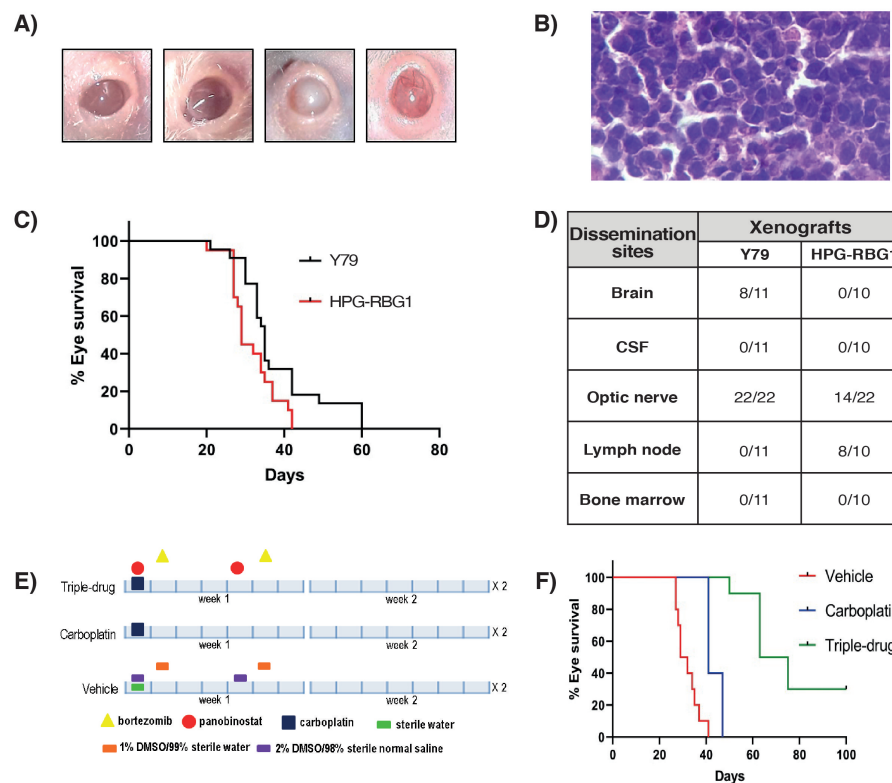 A)
B)
C)
100
80
60
40
20
0
% Eye survival
0 20 40 60 80
Days
Y79
HPG-RBG1
D)
Dissemination sites
Xenografts
Y79 HPG-RBG1
Brain 8/11 0/10
CSF 0/11 0/10
Optic nerve 22/22 14/22
Lymph node 0/11 8/10
Bone marrow 0/11 0/10
E)
Triple-drug
week 1 week 2
X 2
Carboplatin
week 1 week 2
X 2
Vehicle
week 1 week 2
X 2
bortezomib panobinostat carboplatin sterile water
1% DMSO/99% sterile water 2% DMSO/98% sterile normal saline
F)
100
80
60
40
20
0
% Eye survival
0 20 40 60 80 100
Days
Vehicle
Carboplati
Triple-drug